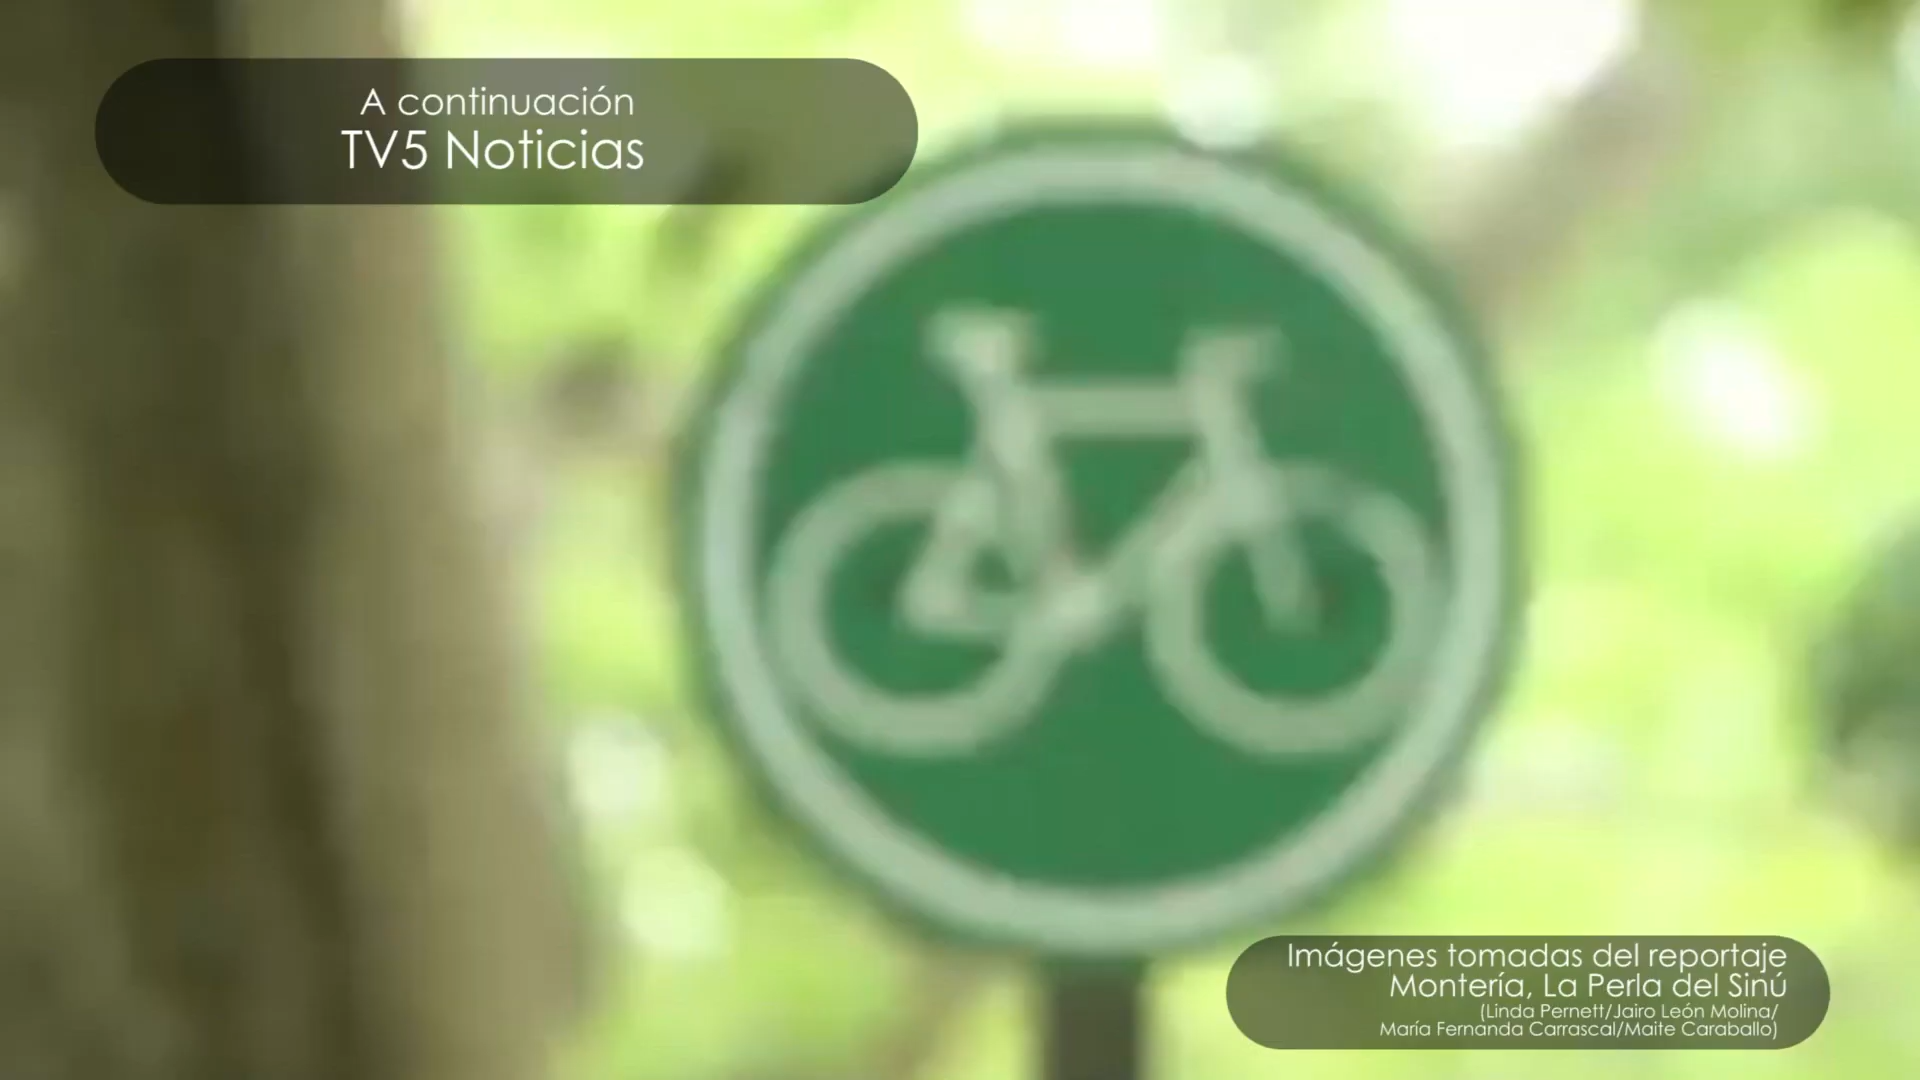 A continuación
TV5 Noticias
Imágenes tomadas del reportaje
Montería, La Perla del Sinú
(Linda Pernett/Jairo León Molina/
María Fernanda Carrascal/Maite Caraballo)